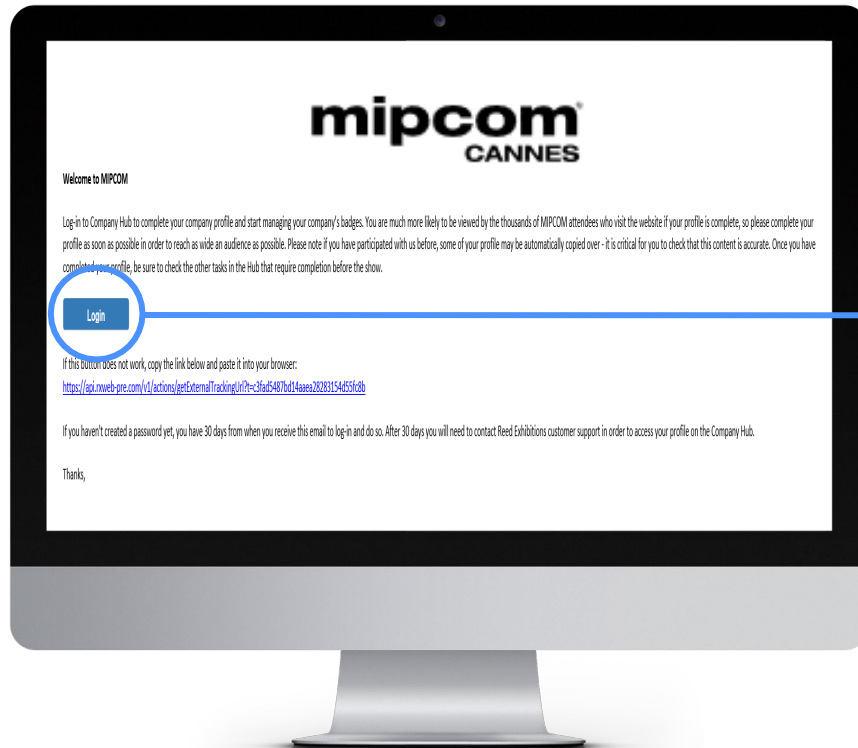 mipcom
CANNES
Welcome to MIPCOM
Log-in to Company Hub to complete your company profile and start managing your company's badges. You are much more likely to be viewed by the thousands of MIPCOM attendees who visit the website if your profile is complete, so please complete your
profile as soon as possible in order to reach as wide an audience as possible. Please note if you have participated with us before, some of your profile may be automatically copied over - it is critical for you to check that this content is accurate. Once you have
completed your profile, be sure to check the other tasks in the Hub that require completion before the show.
Login
If this button does not work, copy the link below and paste it into your browser:
https://api.rxweb-pre.com/v1/actions/getExternalTrackingUrl?t=c3fad5487bd14aaea28283154d55fc8b
If you haven't created a password yet, you have 30 days from when you receive this email to log-in and do so. After 30 days you will need to contact Reed Exhibitions customer support in order to access your profile on the Company Hub.
Thanks,